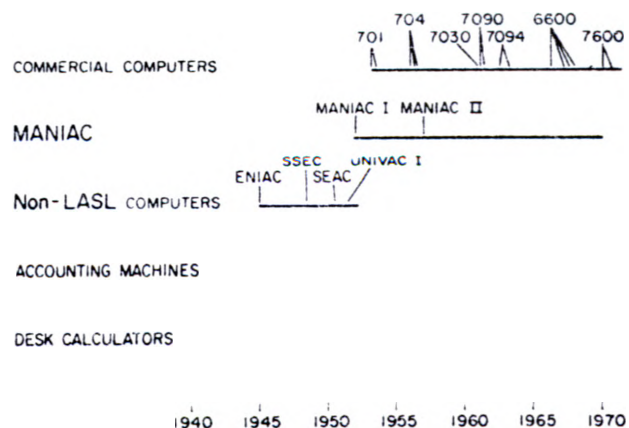 704 7090 6600
701 7030 7094 7600
COMMERCIAL COMPUTERS
MANIAC I MANIAC II
MANIAC
SSEC UNIVAC I
ENIAC SEAC
Non-LASL COMPUTERS
ACCOUNTING MACHINES
DESK CALCULATORS
1940 1945 1950 1955 1960 1965 1970